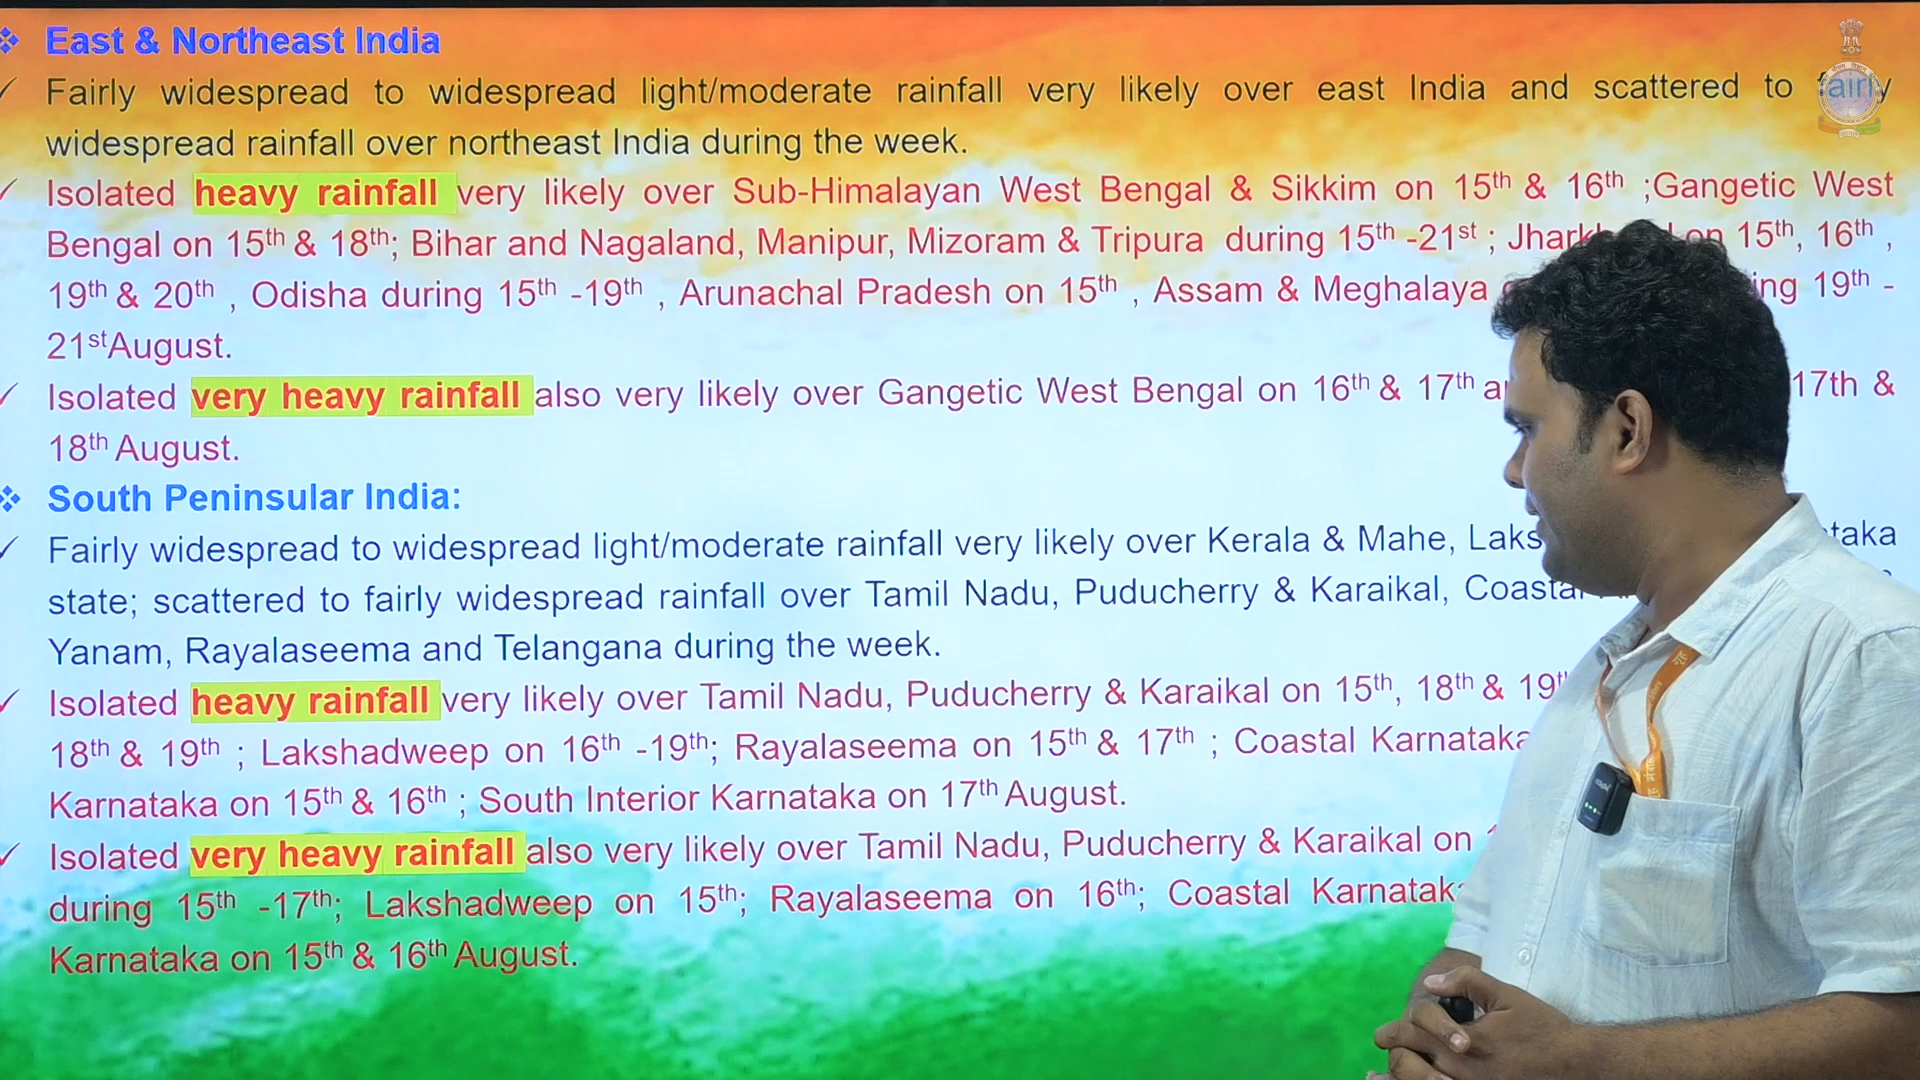 East & Northeast India
Fairly widespread to widespread light/moderate rainfall very likely over east India and scattered to fairly
widespread rainfall over northeast India during the week.
Isolated heavy rainfall very likely over Sub-Himalayan West Bengal & Sikkim on 15th & 16th ;Gangetic West
Bengal on 15th & 18th; Bihar and Nagaland, Manipur, Mizoram & Tripura during 15th -21st ; on 15th, 16th ,
19th & 20th , Odisha during 15th -19th , Arunachal Pradesh on 15th , Assam & Meghalaya 19th -
21st August.
Isolated very heavy rainfall also very likely over Gangetic West Bengal on 16th & 17th 17th &
18th August.
South Peninsular India:
Fairly widespread to widespread light/moderate rainfall very likely over Kerala & Mahe,
state; scattered to fairly widespread rainfall over Tamil Nadu, Puducherry & Karaikal,
Yanam, Rayalaseema and Telangana during the week.
Isolated heavy rainfall very likely over Tamil Nadu, Puducherry & Karaikal on 15th, 18th & 19th
18th & 19th ; Lakshadweep on 16th -19th; Rayalaseema on 15th & 17th ; Coastal Karnataka
Karnataka on 15th & 16th ; South Interior Karnataka on 17th August.
Isolated very heavy rainfall also very likely over Tamil Nadu, Puducherry & Karaikal on
during 15th -17th; Lakshadweep on 15th; Rayalaseema on 16th; Coastal Karnataka
Karnataka on 15th & 16th August.